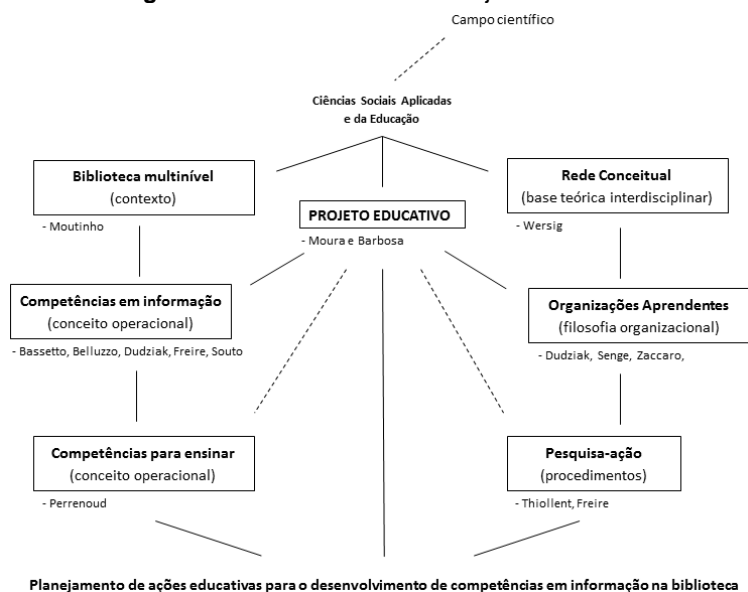 Campo científico
Ciências Sociais Aplicadas
e da Educação
Biblioteca multinível
(contexto)
- Moutinho
Rede Conceitual
(base teórica interdisciplinar)
- Wersig
PROJETO EDUCATIVO
- Moura e Barbosa
Competências em informação
(conceito operacional)
- Bassetto, Belluzzo, Dudziak, Freire, Souto
Organizações Aprendentes
(filosofia organizacional)
- Dudziak, Senge, Zaccaro,
Competências para ensinar
(conceito operacional)
- Perrenoud
Pesquisa-ação
(procedimentos)
- Thiollent, Freire
Planejamento de ações educativas para o desenvolvimento de competências em informação na biblioteca